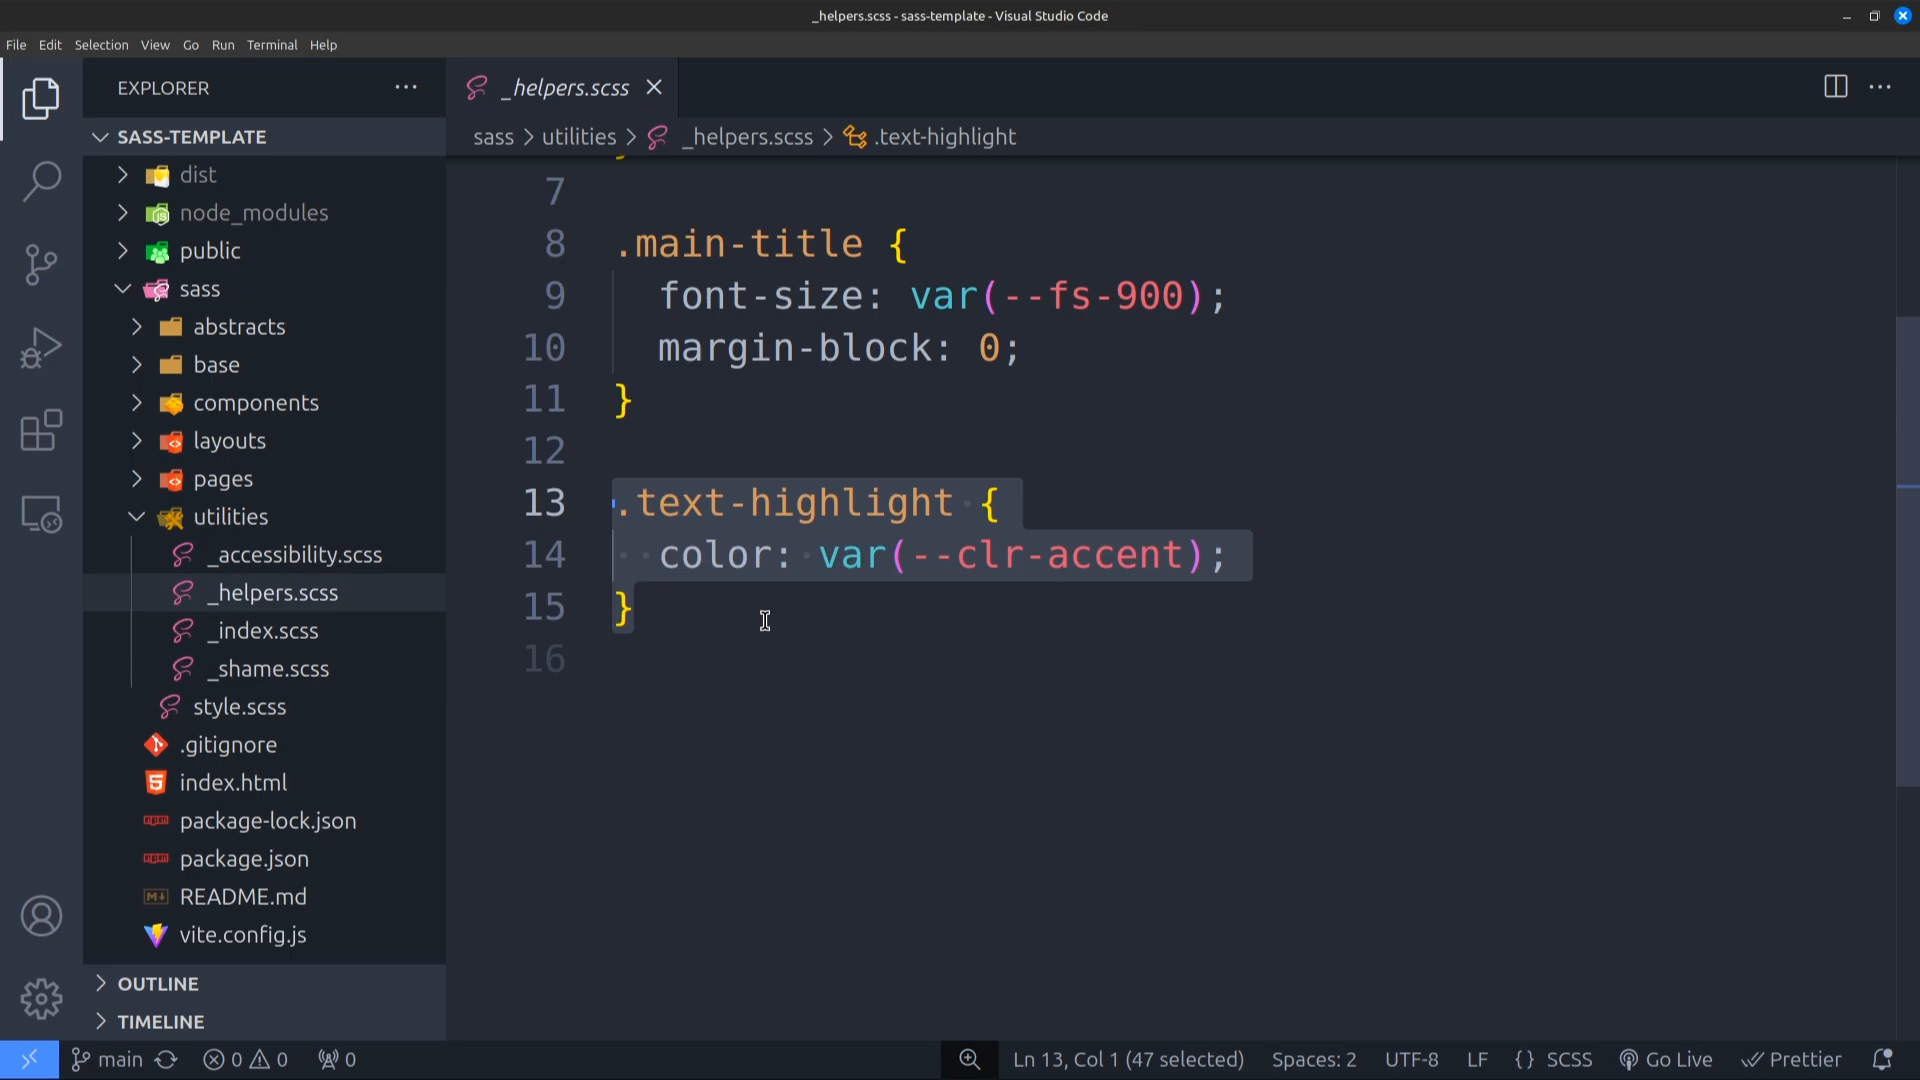 _helpers.scss - sass-template - Visual Studio Code
File Edit Selection View Go Run Terminal Help
EXPLORER
SASS-TEMPLATE
dist
node_modules
public
sass
abstracts
base
components
layouts
pages
utilities
_accessibility.scss
_helpers.scss
_index.scss
_shame.scss
style.scss
.gitignore
index.html
package-lock.json
package.json
README.md
vite.config.js
OUTLINE
TIMELINE
_helpers.scss
sass > utilities > _helpers.scss > .text-highlight
7
8 .main-title {
9 font-size: var(--fs-900);
10 margin-block: 0;
11 }
12
13 .text-highlight {
14 color: var(--clr-accent);
15 }
16
main 0 0 0 Ln 13, Col 1 (47 selected) Spaces: 2 UTF-8 LF {} SCSS Go Live Prettier